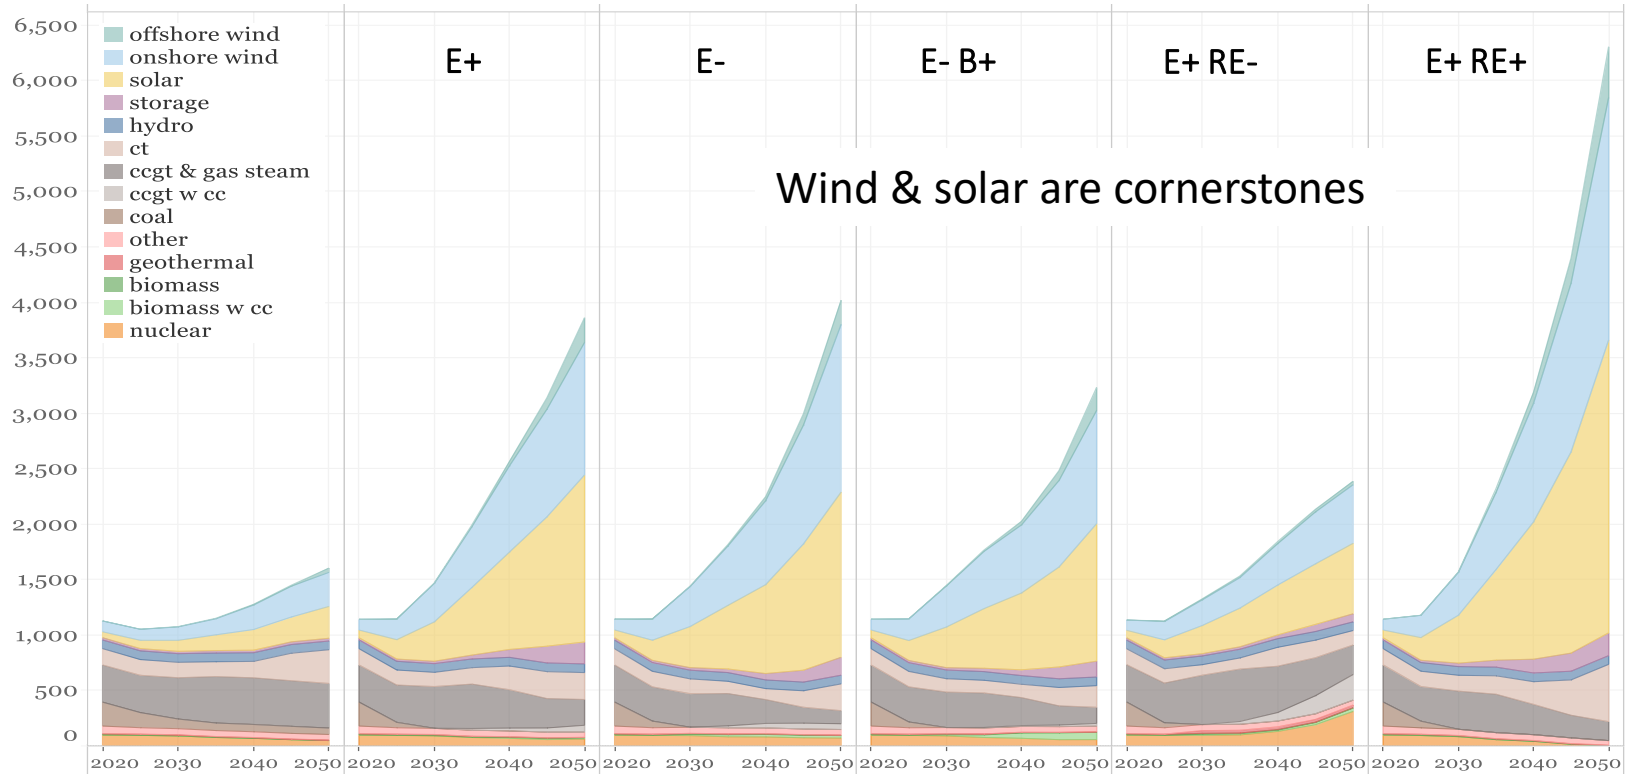 6,500
6,000
5,500
5,000
4,500
4,000
3,500
3,000
2,500
2,000
1,500
1,000
500
0
offshore wind
onshore wind
solar
storage
hydro
ct
ccgt & gas steam
ccgt w cc
coal
other
geothermal
biomass
biomass w cc
nuclear
E+ E- E- B+ E+ RE- E+ RE+
Wind & solar are cornerstones
2020 2030 2040 2050 2020 2030 2040 2050 2020 2030 2040 2050 2020 2030 2040 2050 2020 2030 2040 2050 2020 2030 2040 2050